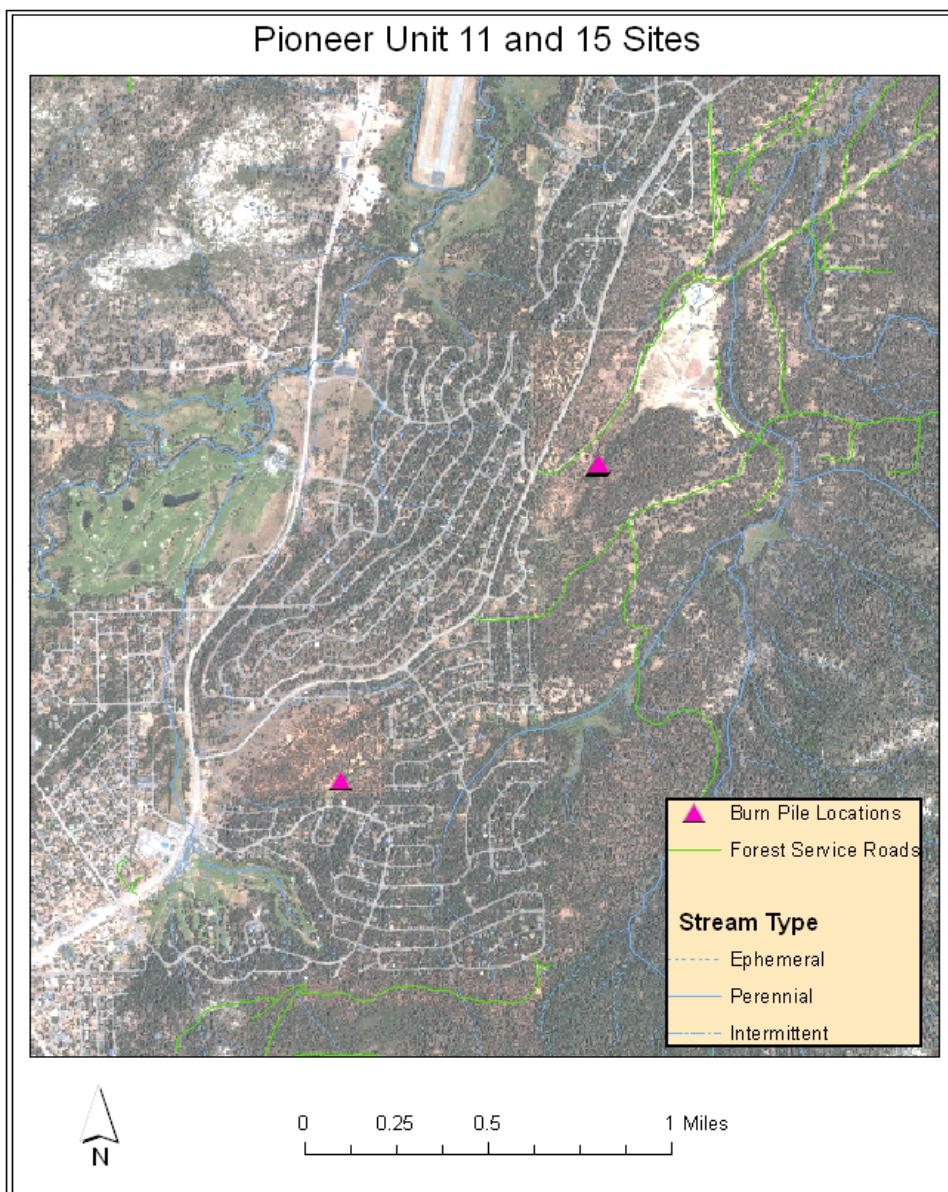 Pioneer Unit 11 and 15 Sites
Burn Pile Locations
Forest Service Roads
Stream Type
Ephemeral
Perennial
Intermittent
0 0.25 0.5 1 Miles
N